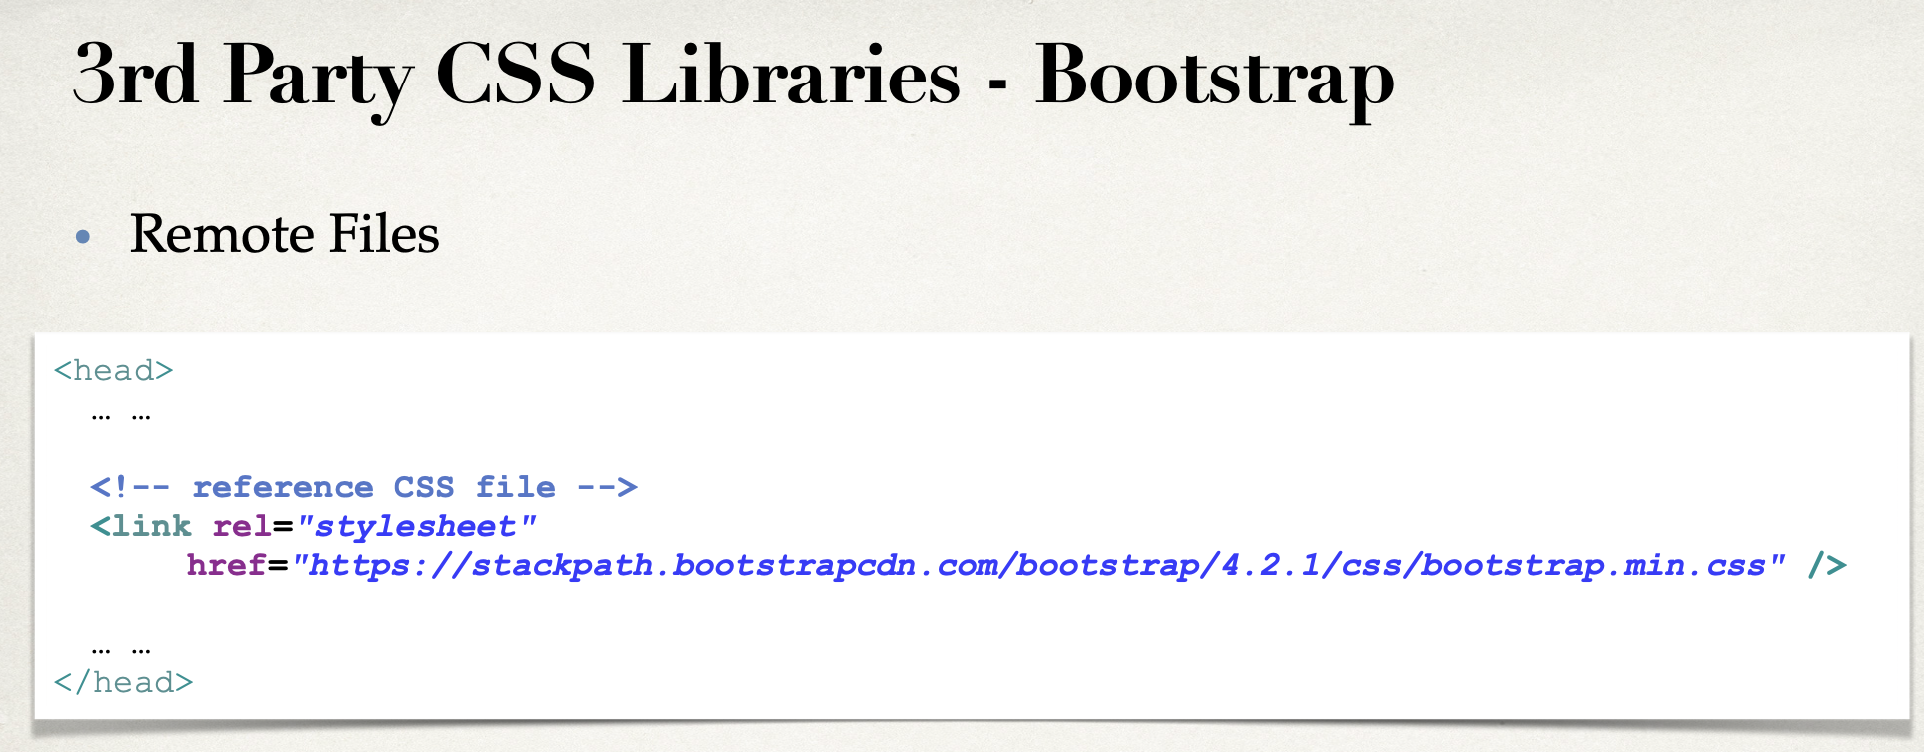 3rd Party CSS Libraries - Bootstrap
• Remote Files
<head>
… …
<!-- reference CSS file -->
<link rel="stylesheet"
href="https://stackpath.bootstrapcdn.com/bootstrap/4.2.1/css/bootstrap.min.css" />
… …
</head>